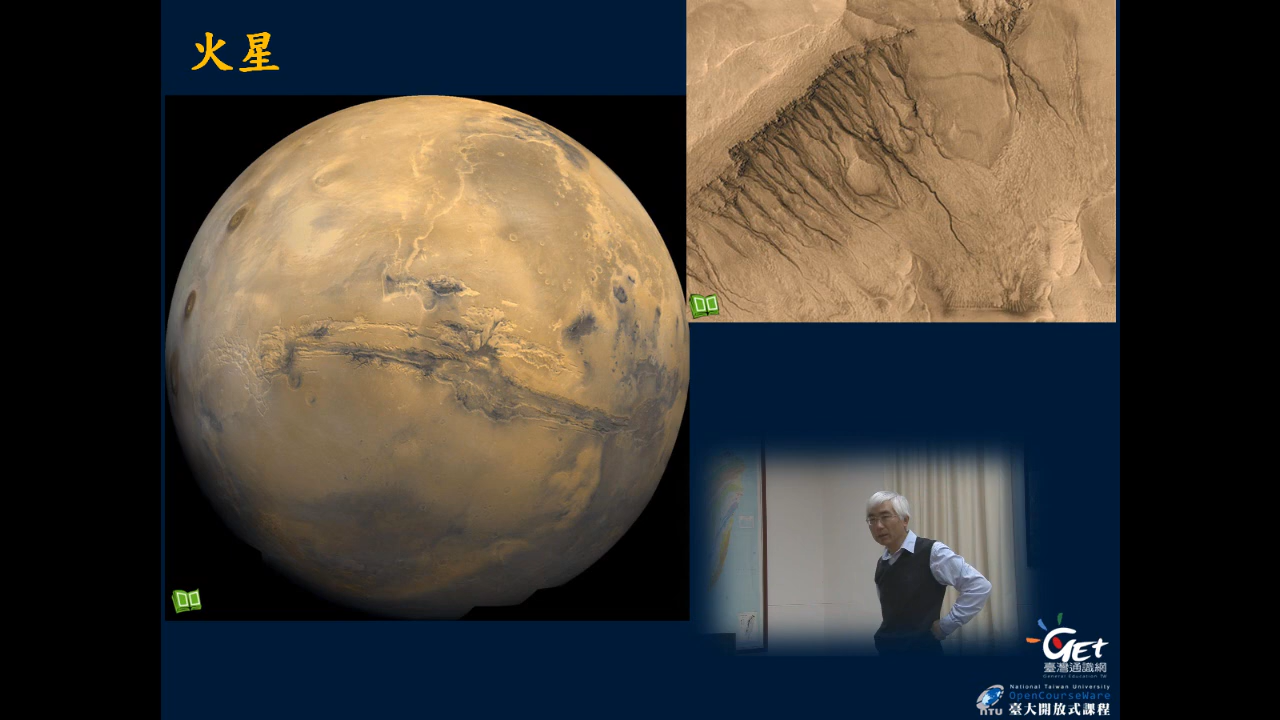 火星
GEt
臺灣通識網
General Education TW
National Taiwan University
OpenCourseWare
NTU 臺大開放式課程